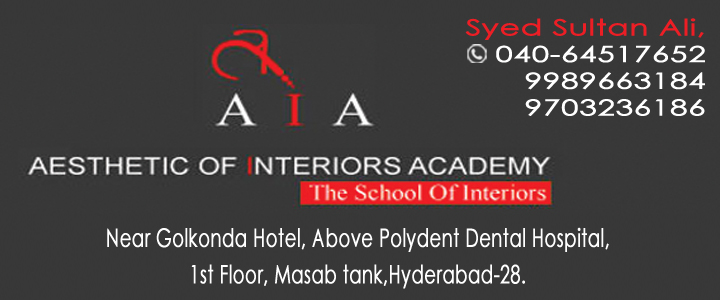 Syed Sultan Ali,
040-64517652
9989663184
9703236186
A I A
AESTHETIC OF INTERIORS ACADEMY
The School Of Interiors
Near Golkonda Hotel, Above Polydent Dental Hospital,
1st Floor, Masab tank,Hyderabad-28.